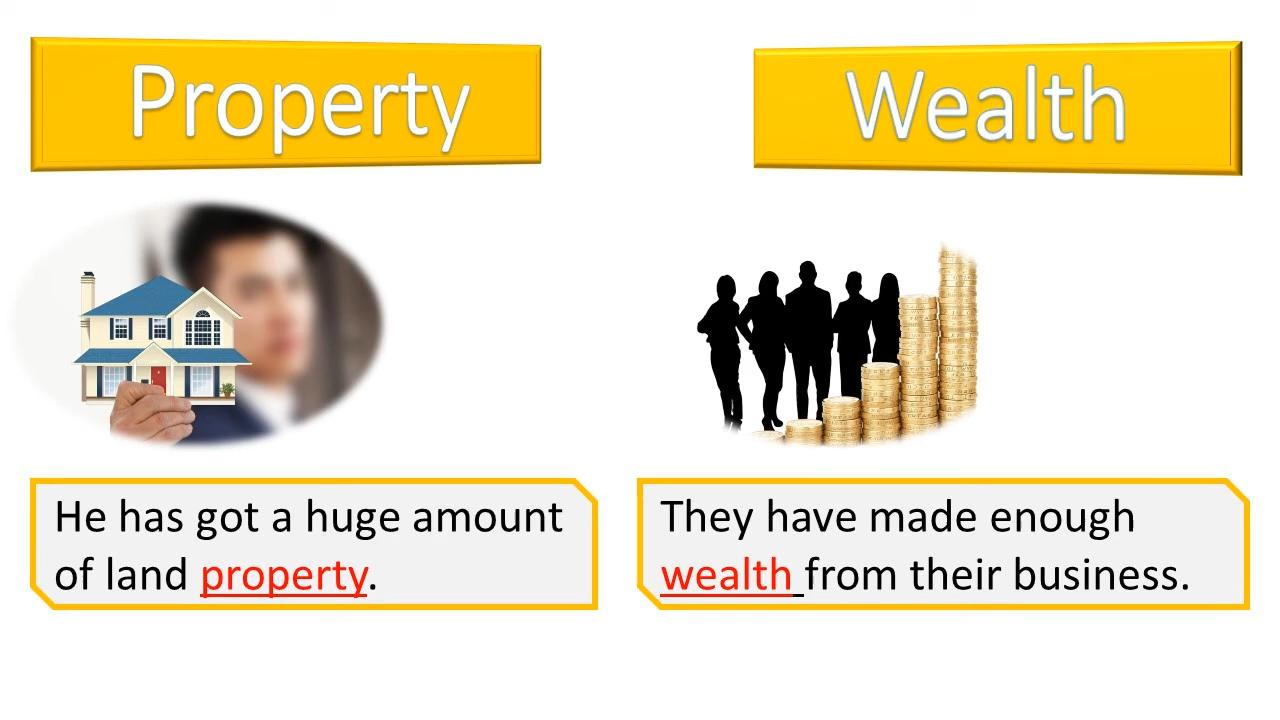 Property
Wealth
He has got a huge amount
of land property.
They have made enough
wealth from their business.